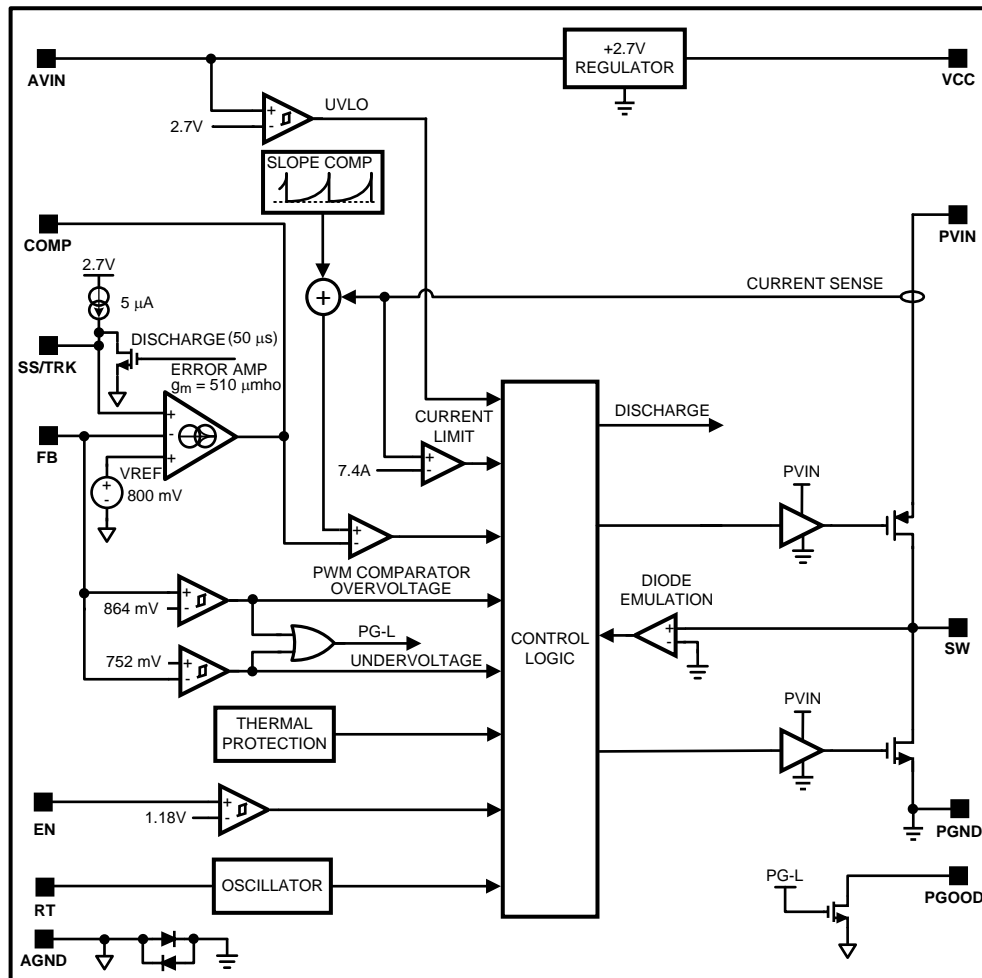 +2.7V
REGULATOR
AVIN
VCC
UVLO
+
-
2.7V
SLOPE COMP
COMP
PVIN
2.7V
5 μA
+
CURRENT SENSE
DISCHARGE (50 μs)
SS/TRK
ERROR AMP
gm = 510 μmho
+
-
+
FB
VREF
+
-
800 mV
CURRENT
LIMIT
+
-
7.4A
DISCHARGE
PVIN
+
-
PWM COMPARATOR
OVERVOLTAGE
+
-
864 mV
PG-L
752 mV
+
-
UNDERVOLTAGE
CONTROL
LOGIC
DIODE
EMULATION
+
-
SW
PVIN
THERMAL
PROTECTION
EN
+
-
1.18V
PGND
RT
OSCILLATOR
PG-L
PGOOD
AGND